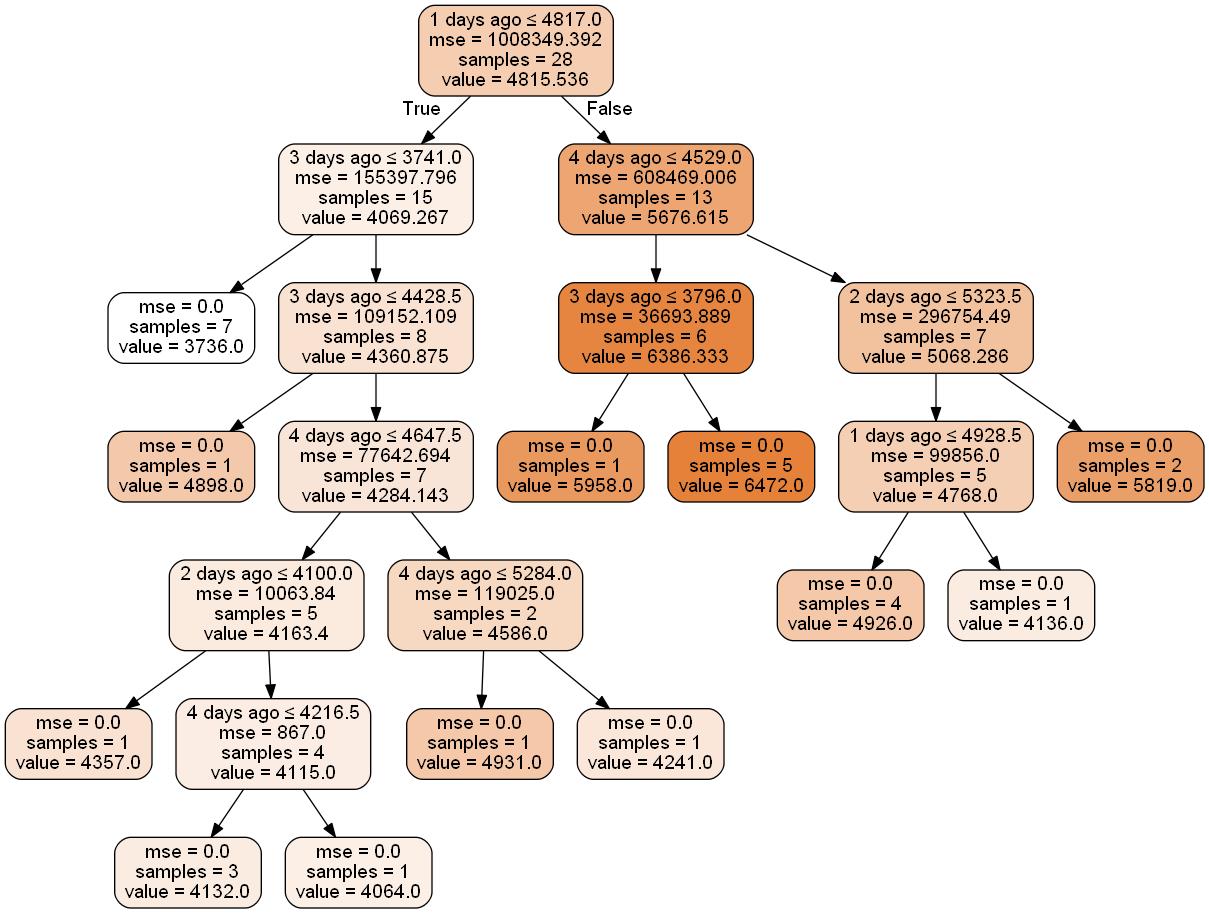 1 days ago ≤ 4817.0
mse = 1008349.392
samples = 28
value = 4815.536
True
False
3 days ago ≤ 3741.0
mse = 155397.796
samples = 15
value = 4069.267
4 days ago ≤ 4529.0
mse = 608469.006
samples = 13
value = 5676.615
mse = 0.0
samples = 7
value = 3736.0
3 days ago ≤ 4428.5
mse = 109152.109
samples = 8
value = 4360.875
3 days ago ≤ 3796.0
mse = 36693.889
samples = 6
value = 6386.333
2 days ago ≤ 5323.5
mse = 296754.49
samples = 7
value = 5068.286
mse = 0.0
samples = 1
value = 4898.0
4 days ago ≤ 4647.5
mse = 77642.694
samples = 7
value = 4284.143
mse = 0.0
samples = 1
value = 5958.0
mse = 0.0
samples = 5
value = 6472.0
1 days ago ≤ 4928.5
mse = 99856.0
samples = 5
value = 4768.0
mse = 0.0
samples = 2
value = 5819.0
2 days ago ≤ 4100.0
mse = 10063.84
samples = 5
value = 4163.4
4 days ago ≤ 5284.0
mse = 119025.0
samples = 2
value = 4586.0
mse = 0.0
samples = 4
value = 4926.0
mse = 0.0
samples = 1
value = 4136.0
mse = 0.0
samples = 1
value = 4357.0
4 days ago ≤ 4216.5
mse = 867.0
samples = 4
value = 4115.0
mse = 0.0
samples = 1
value = 4931.0
mse = 0.0
samples = 1
value = 4241.0
mse = 0.0
samples = 3
value = 4132.0
mse = 0.0
samples = 1
value = 4064.0